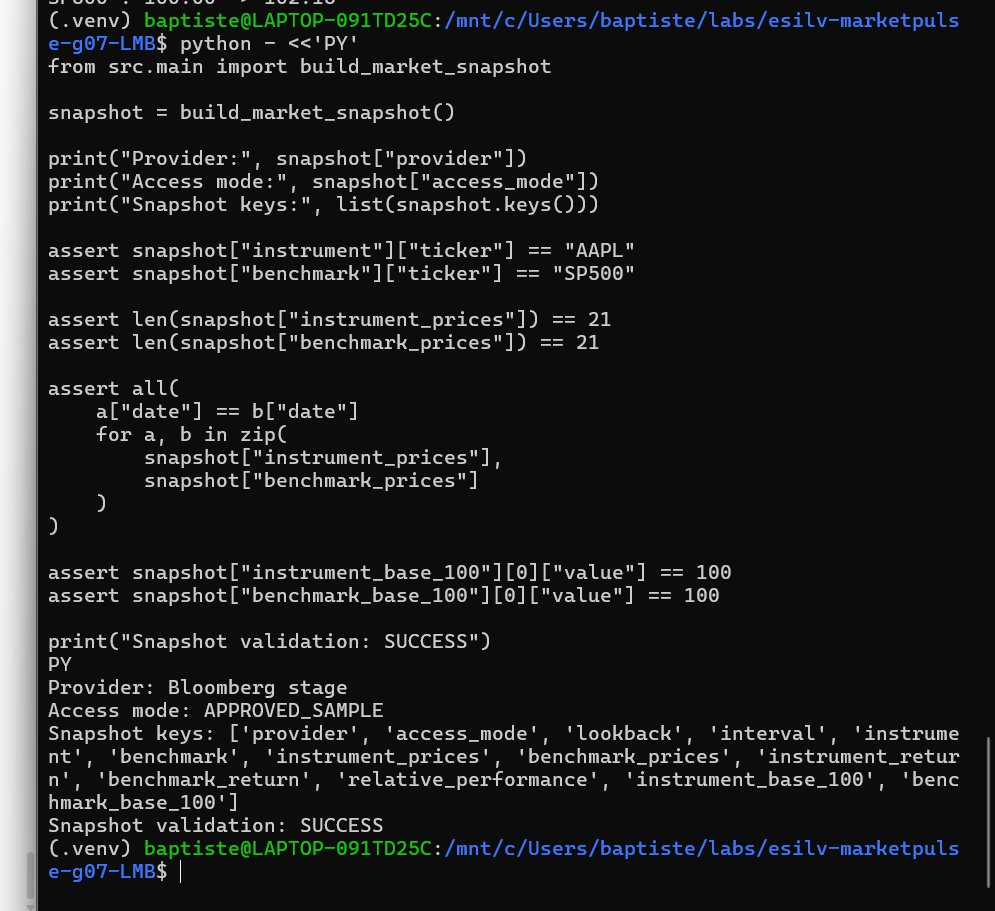 (.venv) baptiste@LAPTOP-091TD25C:/mnt/c/Users/baptiste/labs/esilv-marketpuls
e-g07-LMB$ python - <<'PY'
from src.main import build_market_snapshot
snapshot = build_market_snapshot()
print("Provider:", snapshot["provider"])
print("Access mode:", snapshot["access_mode"])
print("Snapshot keys:", list(snapshot.keys()))
assert snapshot["instrument"]["ticker"] == "AAPL"
assert snapshot["benchmark"]["ticker"] == "SP500"
assert len(snapshot["instrument_prices"]) == 21
assert len(snapshot["benchmark_prices"]) == 21
assert all(
    a["date"] == b["date"]
    for a, b in zip(
        snapshot["instrument_prices"],
        snapshot["benchmark_prices"]
    )
)
assert snapshot["instrument_base_100"][0]["value"] == 100
assert snapshot["benchmark_base_100"][0]["value"] == 100
print("Snapshot validation: SUCCESS")
PY
Provider: Bloomberg stage
Access mode: APPROVED_SAMPLE
Snapshot keys: ['provider', 'access_mode', 'lookback', 'interval', 'instrume
nt', 'benchmark', 'instrument_prices', 'benchmark_prices', 'instrument_retur
n', 'benchmark_return', 'relative_performance', 'instrument_base_100', 'benc
hmark_base_100']
Snapshot validation: SUCCESS
(.venv) baptiste@LAPTOP-091TD25C:/mnt/c/Users/baptiste/labs/esilv-marketpuls
e-g07-LMB$